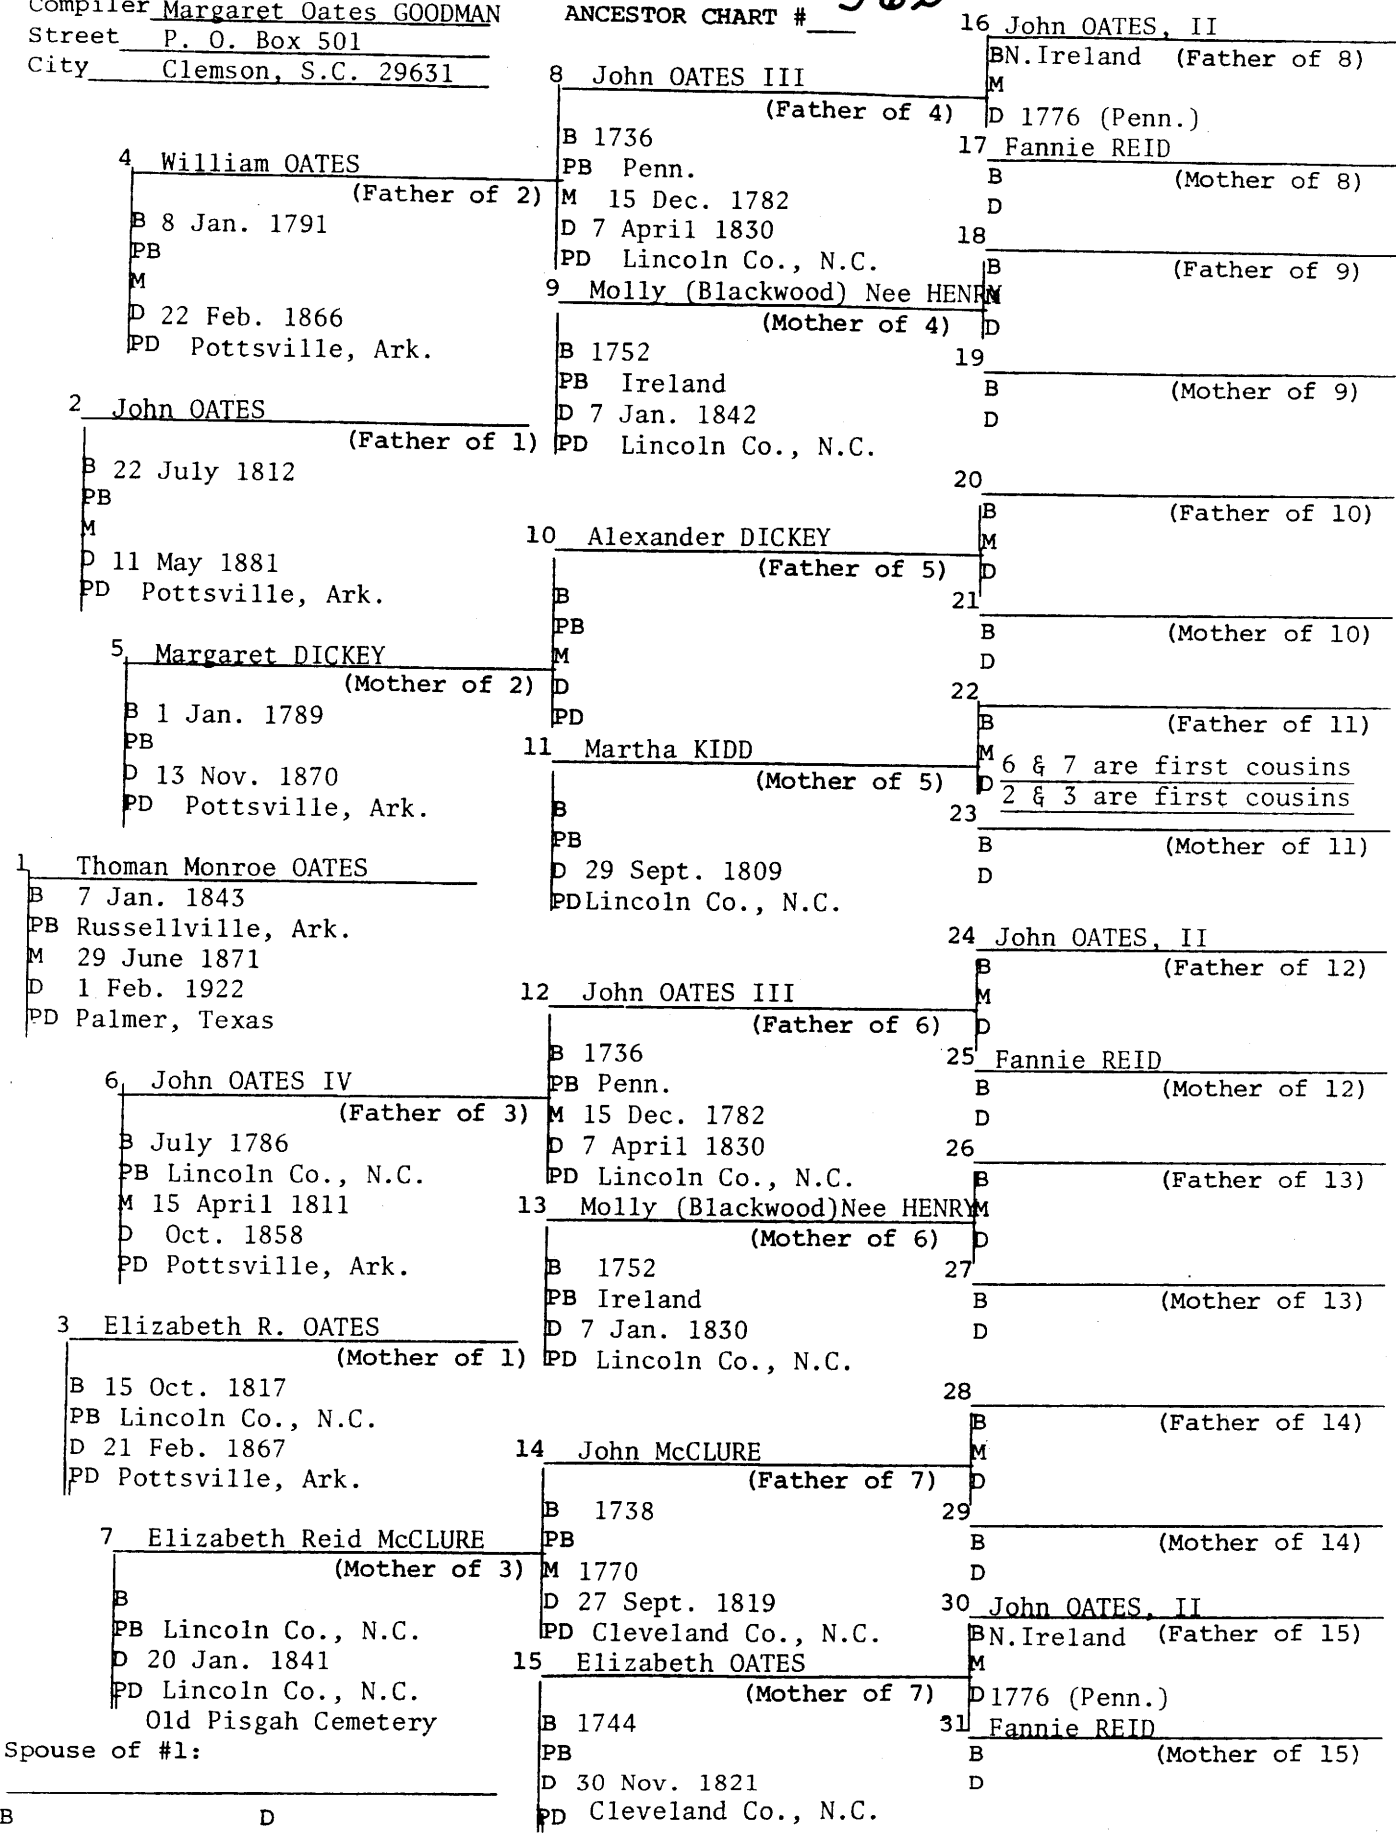 Compiler Margaret Oates GOODMAN
Street P. O. Box 501
City Clemson, S.C. 29631
ANCESTOR CHART #
1 Thoman Monroe OATES
B 7 Jan. 1843
PB Russellville, Ark.
M 29 June 1871
D 1 Feb. 1922
PD Palmer, Texas
2 John OATES
(Father of 1)
B 22 July 1812
PB
M
D 11 May 1881
PD Pottsville, Ark.
3 Elizabeth R. OATES
(Mother of 1)
B 15 Oct. 1817
PB Lincoln Co., N.C.
D 21 Feb. 1867
PD Pottsville, Ark.
4 William OATES
(Father of 2)
B 8 Jan. 1791
PB
M
D 22 Feb. 1866
PD Pottsville, Ark.
5 Margaret DICKEY
(Mother of 2)
B 1 Jan. 1789
PB
D 13 Nov. 1870
PD Pottsville, Ark.
6 John OATES IV
(Father of 3)
B July 1786
PB Lincoln Co., N.C.
M 15 April 1811
D Oct. 1858
PD Pottsville, Ark.
7 Elizabeth Reid McCLURE
(Mother of 3)
B
PB Lincoln Co., N.C.
D 20 Jan. 1841
PD Lincoln Co., N.C.
Old Pisgah Cemetery
Spouse of #1:
B D
8 John OATES III
(Father of 4)
B 1736
PB Penn.
M 15 Dec. 1782
D 7 April 1830
PD Lincoln Co., N.C.
9 Molly (Blackwood) Nee HENRY
(Mother of 4)
B 1752
PB Ireland
D 7 Jan. 1842
PD Lincoln Co., N.C.
10 Alexander DICKEY
(Father of 5)
B
PB
M
D
PD
11 Martha KIDD
(Mother of 5)
B
PB
D 29 Sept. 1809
PD Lincoln Co., N.C.
12 John OATES III
(Father of 6)
B 1736
PB Penn.
M 15 Dec. 1782
D 7 April 1830
PD Lincoln Co., N.C.
13 Molly (Blackwood)Nee HENRY
(Mother of 6)
B 1752
PB Ireland
D 7 Jan. 1830
PD Lincoln Co., N.C.
14 John McCLURE
(Father of 7)
B 1738
PB
M 1770
D 27 Sept. 1819
PD Cleveland Co., N.C.
15 Elizabeth OATES
(Mother of 7)
B 1744
PB
D 30 Nov. 1821
PD Cleveland Co., N.C.
16 John OATES, II
B N.Ireland (Father of 8)
M
D 1776 (Penn.)
17 Fannie REID
B (Mother of 8)
D
18
B (Father of 9)
M
D
19
B (Mother of 9)
D
20
B (Father of 10)
M
D
21
B (Mother of 10)
D
22
B (Father of 11)
M 6 & 7 are first cousins
D 2 & 3 are first cousins
23
B (Mother of 11)
D
24 John OATES, II
B (Father of 12)
M
D
25 Fannie REID
B (Mother of 12)
D
26
B (Father of 13)
M
D
27
B (Mother of 13)
D
28
B (Father of 14)
M
D
29
B (Mother of 14)
D
30 John OATES, II
B N.Ireland (Father of 15)
M
D 1776 (Penn.)
31 Fannie REID
B (Mother of 15)
D